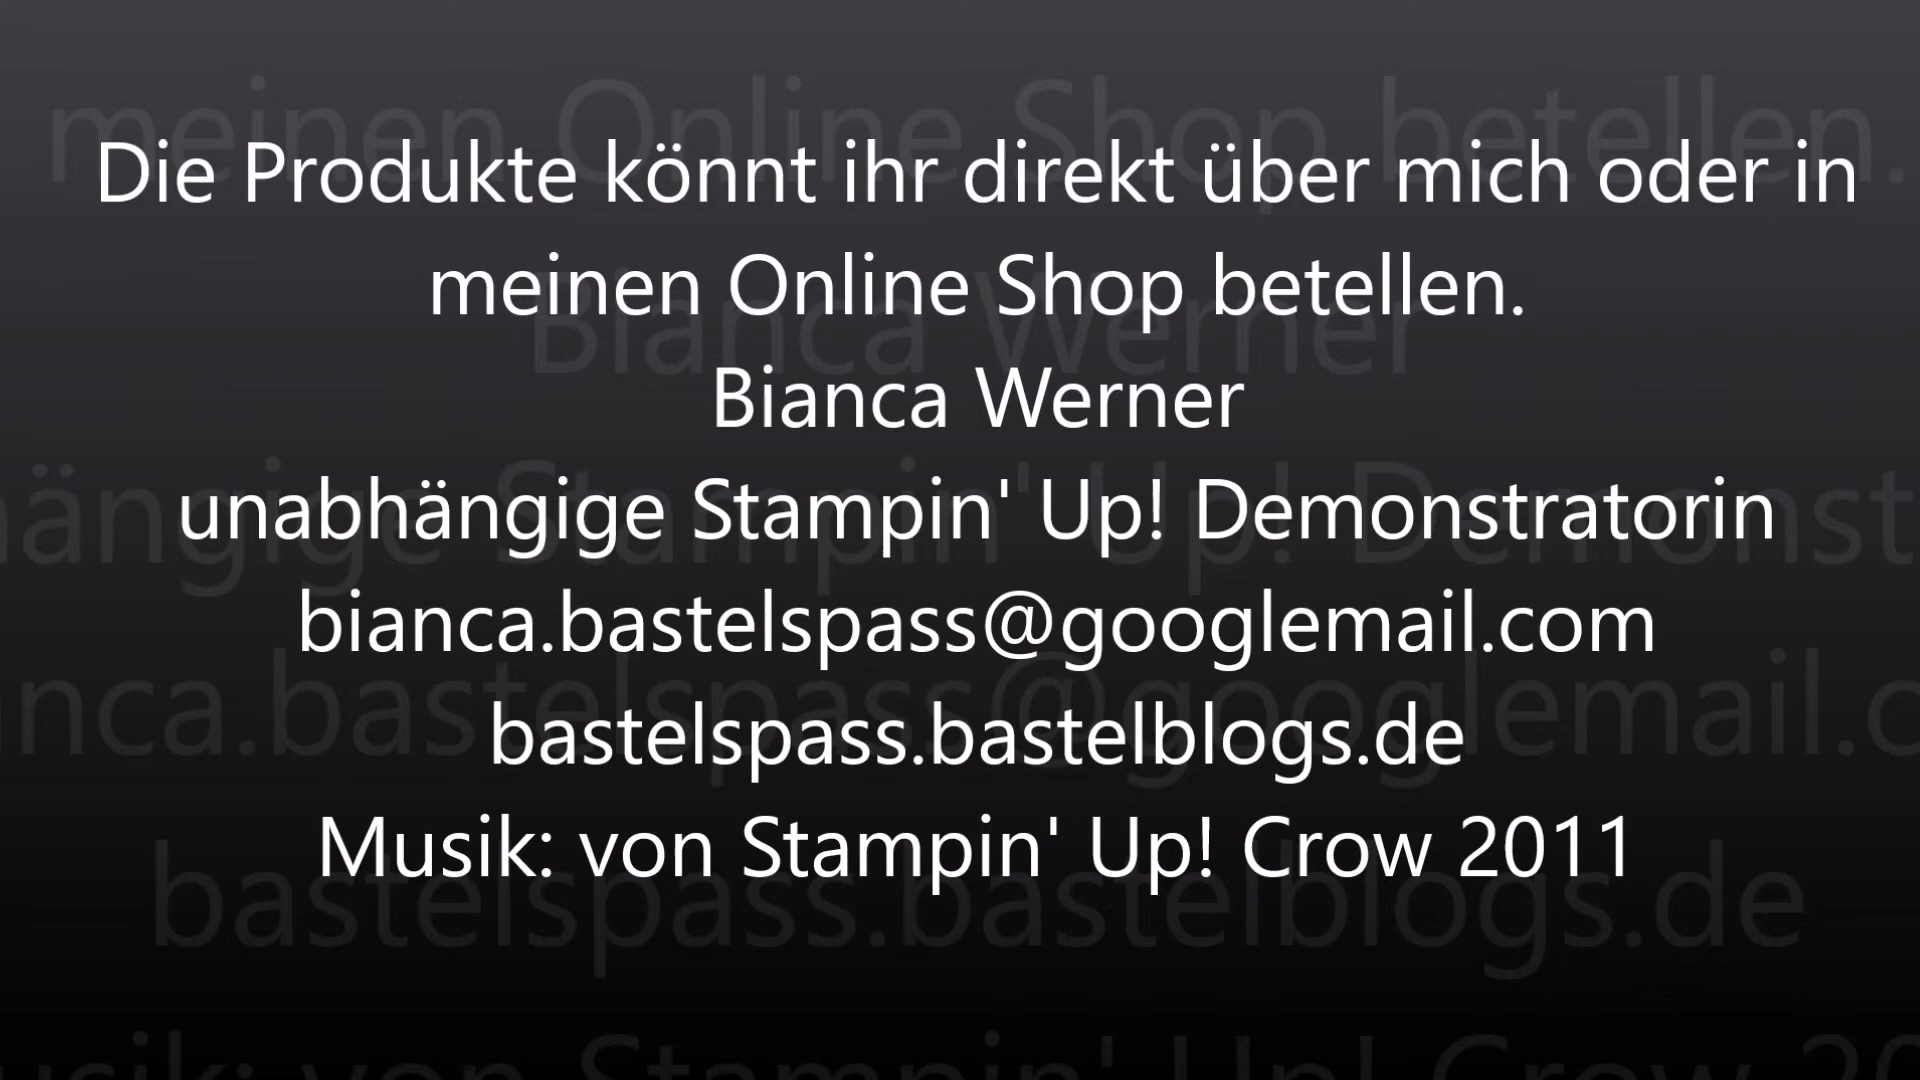 Die Produkte könnt ihr direkt über mich oder in
meinen Online Shop betellen.
Bianca Werner
unabhängige Stampin' Up! Demonstratorin
bianca.bastelspass@googlemail.com
bastelspass.bastelblogs.de
Musik: von Stampin' Up! Crow 2011